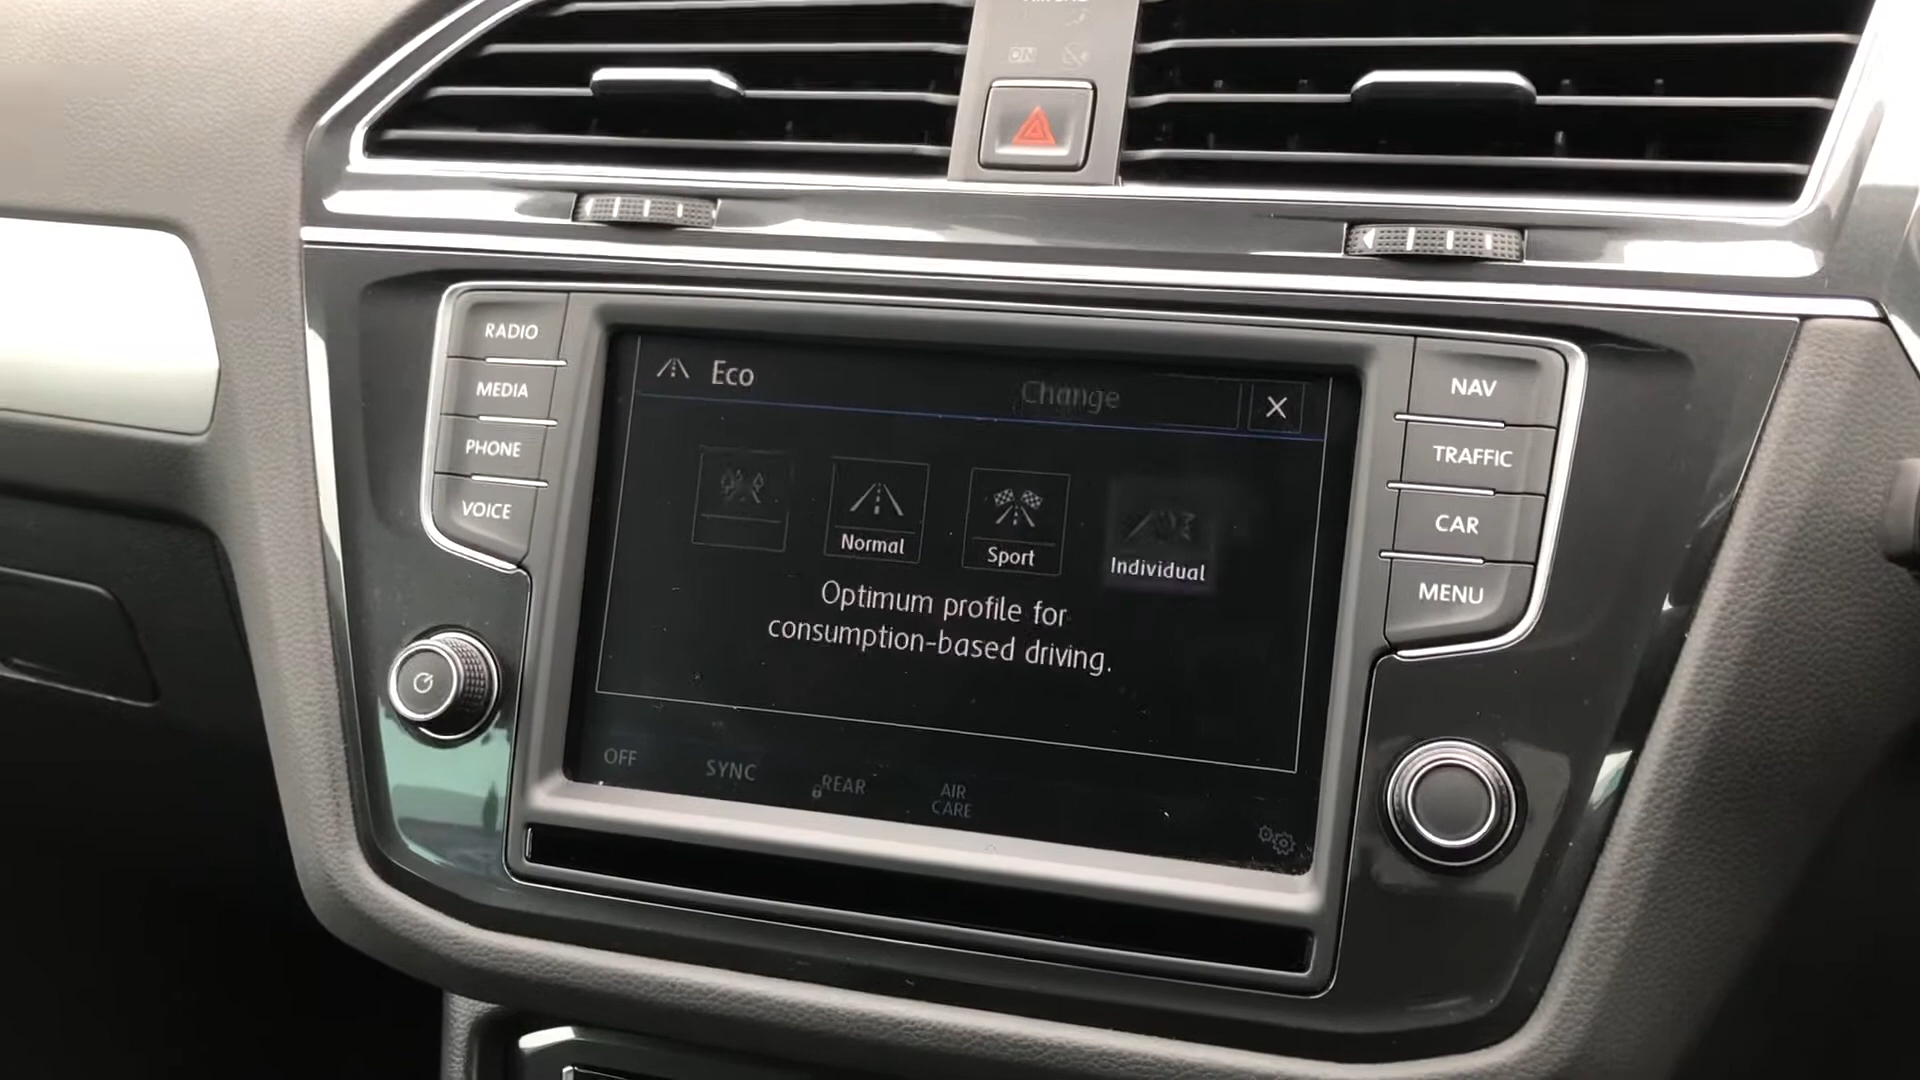 ON
RADIO
MEDIA
PHONE
VOICE
Eco
Change
Normal
Sport
Individual
Optimum profile for
consumption-based driving.
OFF
SYNC
REAR
AIR
CARE
NAV
TRAFFIC
CAR
MENU